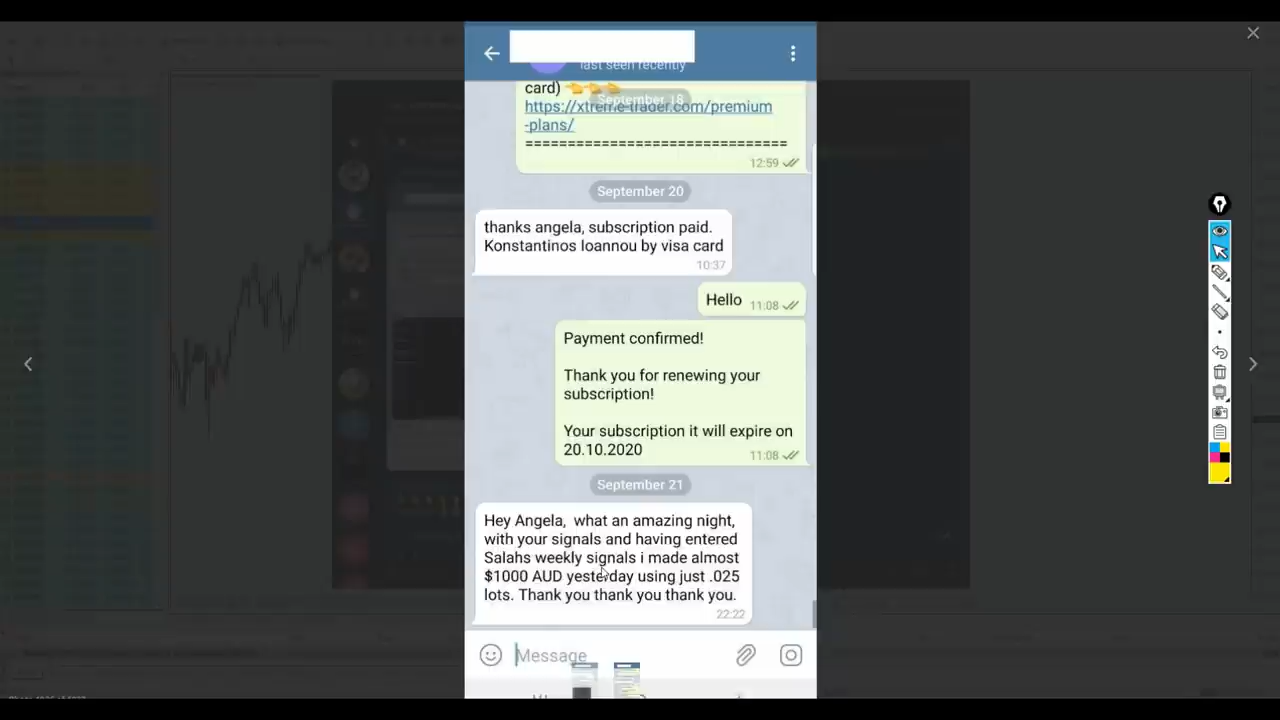 last seen recently
card) 👈👈👈
September 18
https://xtreme-trader.com/premium
-plans/
===============================
12:59
September 20
thanks angela, subscription paid.
Konstantinos Ioannou by visa card
10:37
Hello 11:08
Payment confirmed!
Thank you for renewing your
subscription!
Your subscription it will expire on
20.10.2020
11:08
September 21
Hey Angela,  what an amazing night,
with your signals and having entered
Salahs weekly signals i made almost
$1000 AUD yesterday using just .025
lots. Thank you thank you thank you.
22:22
Message